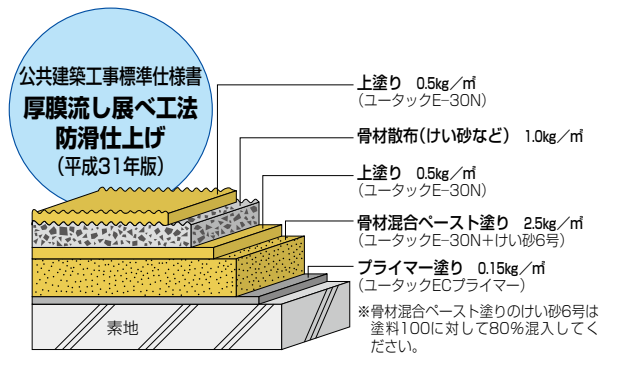 公共建築工事標準仕様書
厚膜流し展べ工法
防滑仕上げ
（平成31年版）
上塗り 0.5㎏／㎡
（ユータックE−30N）
骨材散布（けい砂など） 1.0㎏／㎡
上塗り 0.5㎏／㎡
（ユータックE−30N）
骨材混合ペースト塗り 2.5㎏／㎡
（ユータックE−30N＋けい砂6号）
プライマー塗り 0.15㎏／㎡
（ユータックECプライマー）
※骨材混合ペースト塗りのけい砂6号は
塗料100に対して80％混入してく
ださい。
素地